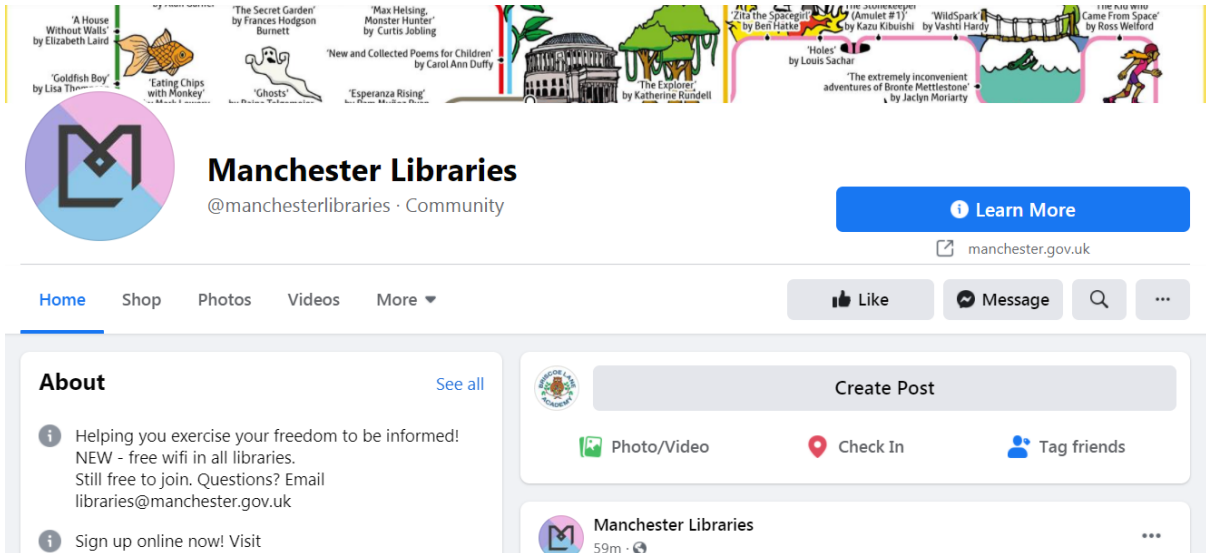 'The Secret Garden'
by Frances Hodgson
Burnett
'Max Helsing,
Monster Hunter'
by Curtis Jobling
'A House
Without Walls'
by Elizabeth Laird
'New and Collected Poems for Children'
by Carol Ann Duffy
'Goldfish Boy'
by Lisa
'Eating Chips
with Monkey'
'Ghosts'
'Esperanza Rising'
'The Explorer'
by Katherine Rundell
'Zita the Spacegirl'
by Ben Hatke
(Amulet #1)'
by Kazu Kibuishi
'WildSpark'
by Vashti Hardy
Came From Space'
by Ross Welford
'Holes'
by Louis Sachar
'The extremely inconvenient
adventures of Bronte Mettlestone'
by Jaclyn Moriarty
Manchester Libraries
@manchesterlibraries · Community
Learn More
manchester.gov.uk
Home
Shop
Photos
Videos
More
Like
Message
About
See all
Helping you exercise your freedom to be informed!
NEW - free wifi in all libraries.
Still free to join. Questions? Email
libraries@manchester.gov.uk
Sign up online now! Visit
BRISCOE LANE
ACADEMY
Create Post
Photo/Video
Check In
Tag friends
Manchester Libraries
59m ·